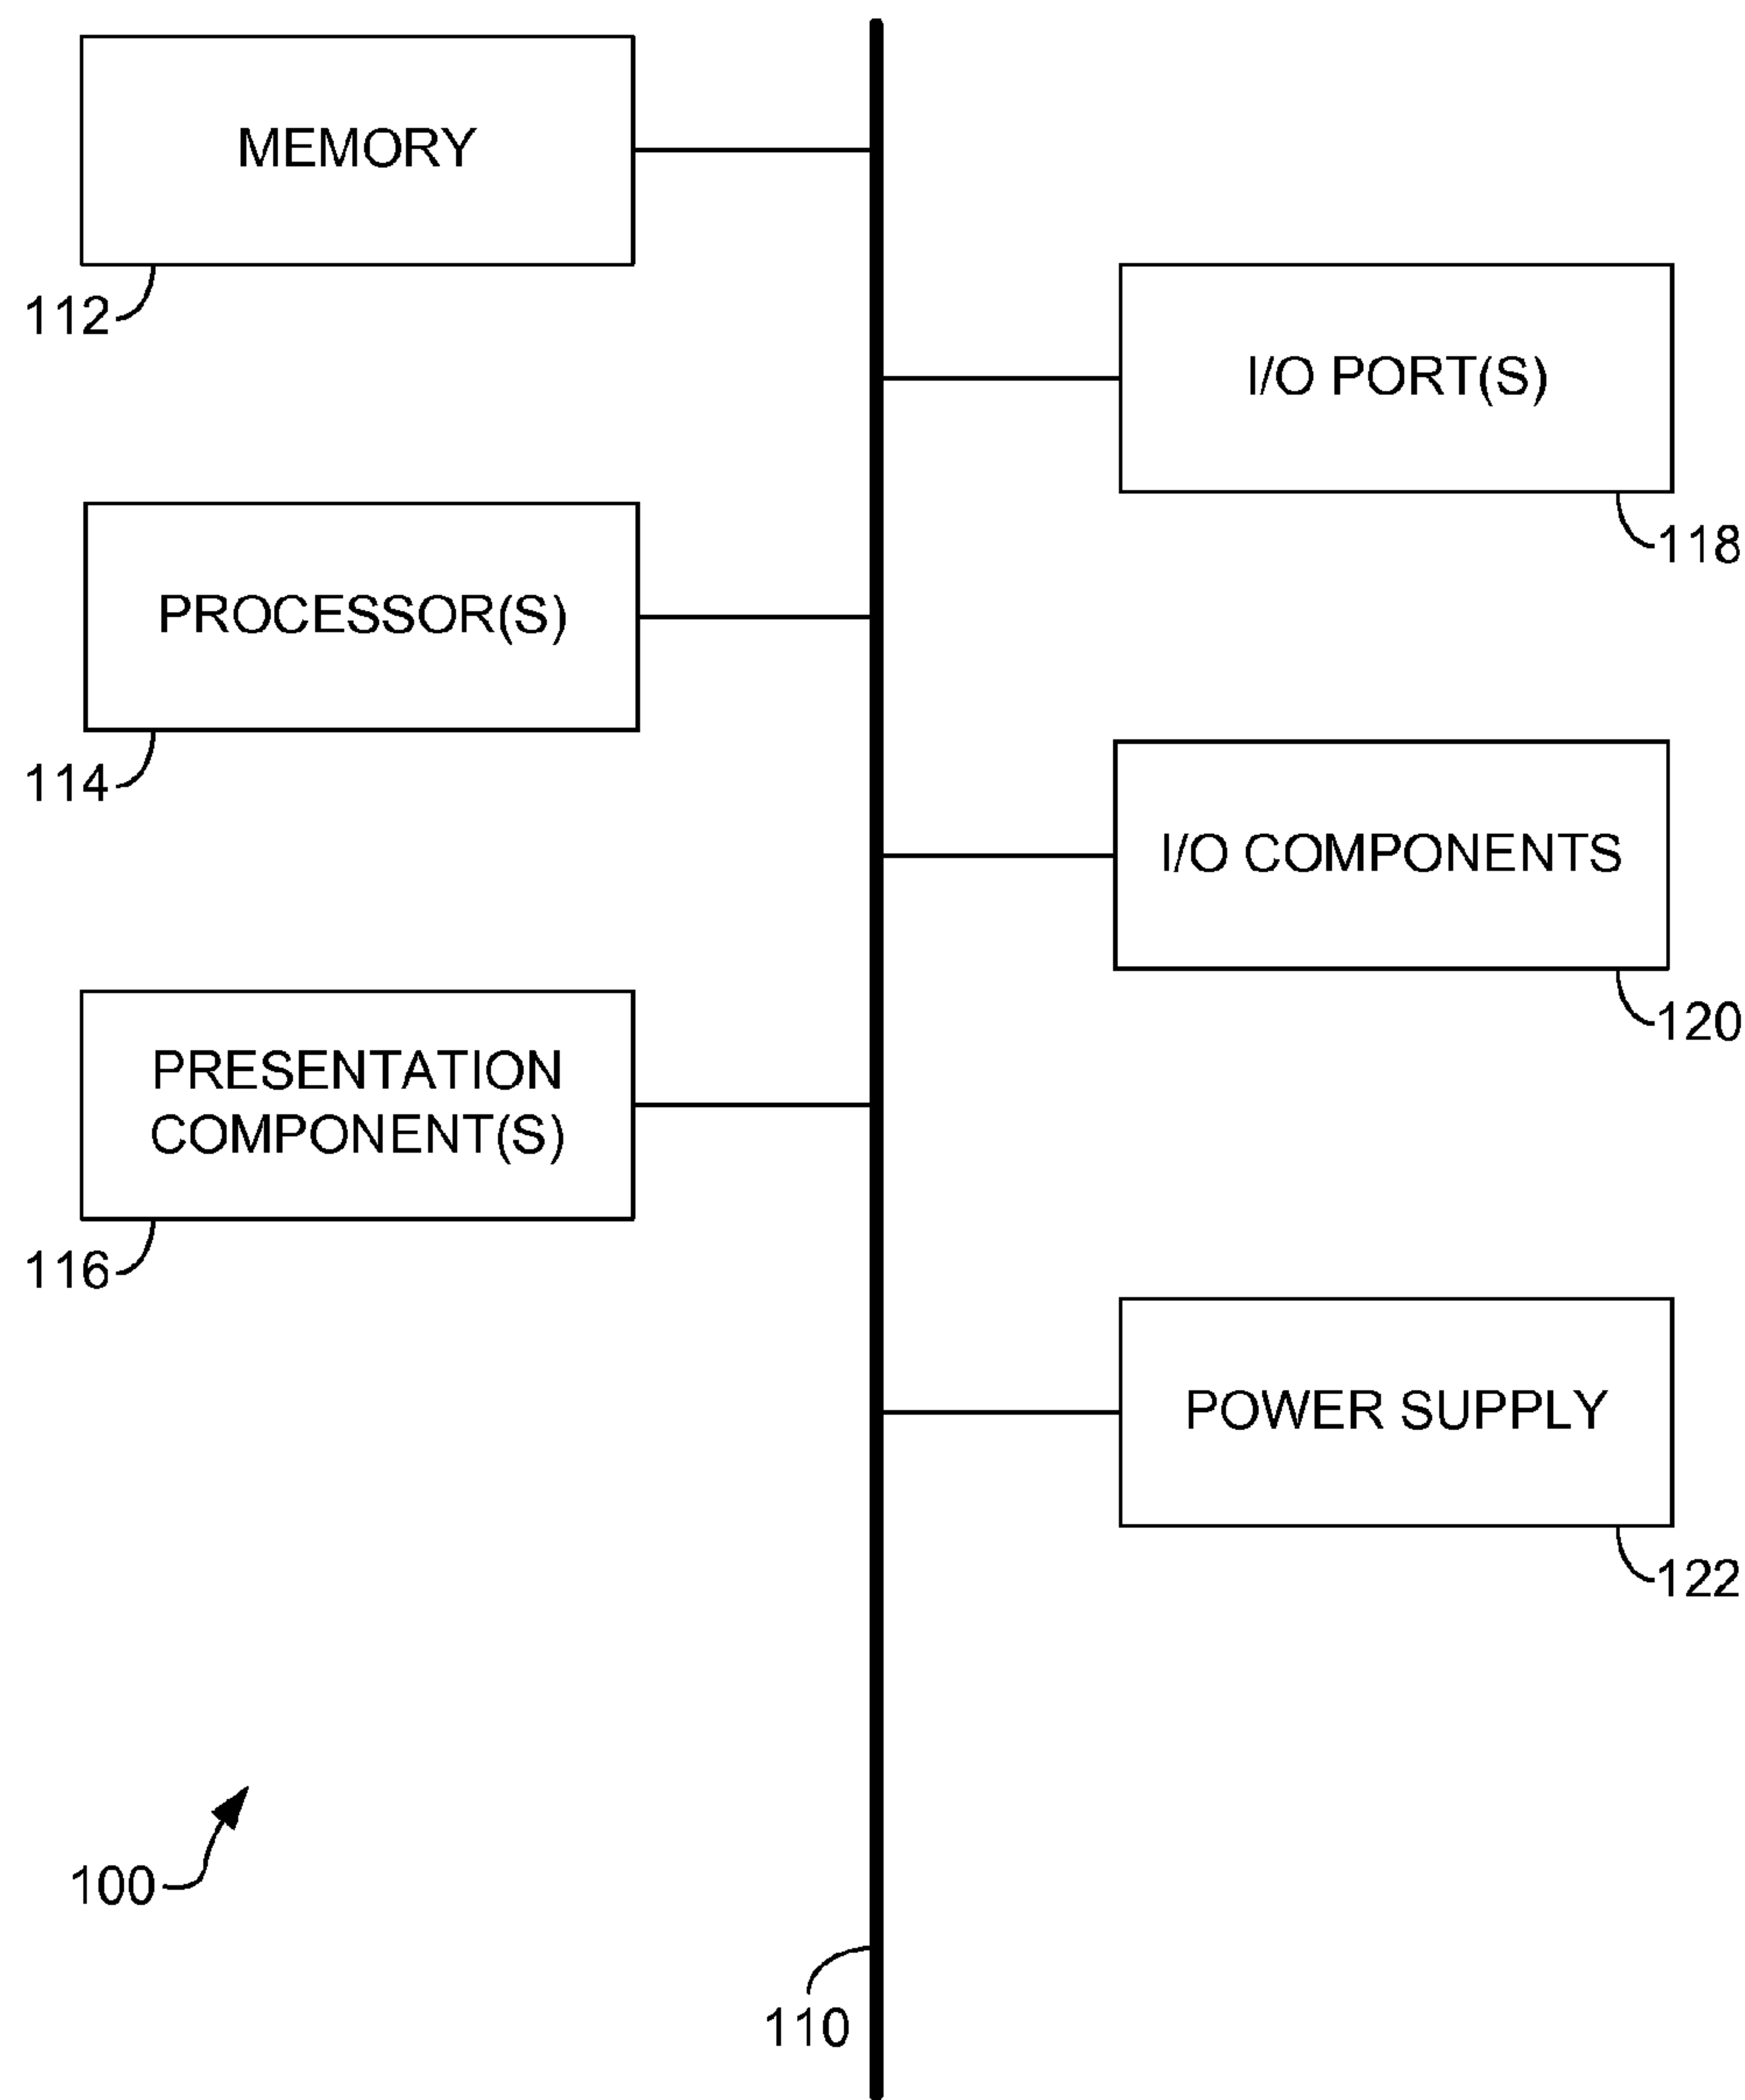 MEMORY
112
I/O PORT(S)
118
PROCESSOR(S)
114
I/O COMPONENTS
120
PRESENTATION
COMPONENT(S)
116
POWER SUPPLY
122
100
110